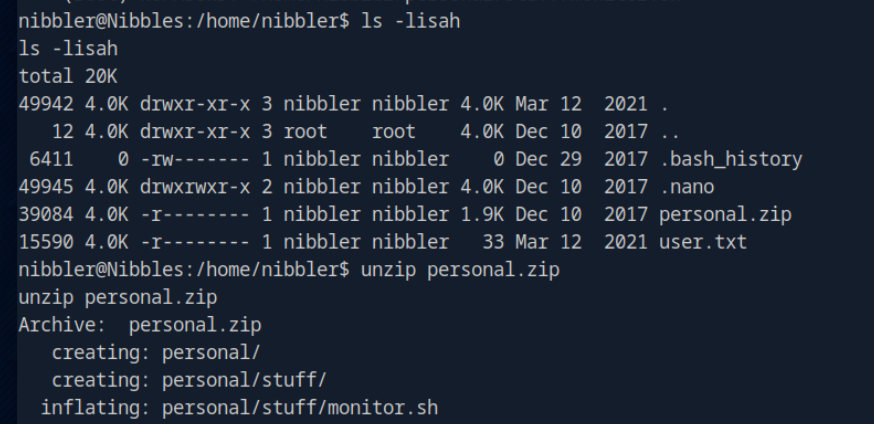 nibbler@Nibbles:/home/nibbler$ ls -lisah
ls -lisah
total 20K
49942 4.0K drwxr-xr-x 3 nibbler nibbler 4.0K Mar 12  2021 .
   12 4.0K drwxr-xr-x 3 root    root    4.0K Dec 10  2017 ..
 6411    0 -rw------- 1 nibbler nibbler    0 Dec 29  2017 .bash_history
49945 4.0K drwxrwxr-x 2 nibbler nibbler 4.0K Dec 10  2017 .nano
39084 4.0K -r-------- 1 nibbler nibbler 1.9K Dec 10  2017 personal.zip
15590 4.0K -r-------- 1 nibbler nibbler   33 Mar 12  2021 user.txt
nibbler@Nibbles:/home/nibbler$ unzip personal.zip
unzip personal.zip
Archive:  personal.zip
   creating: personal/
   creating: personal/stuff/
  inflating: personal/stuff/monitor.sh